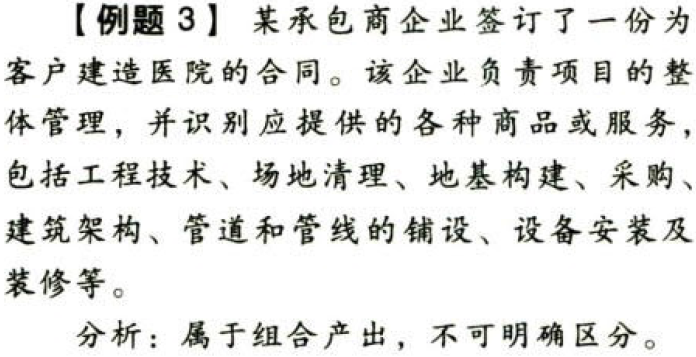 【例题3】 某承包商企业签订了一份为
客户建造医院的合同。该企业负责项目的整
体管理，并识别应提供的各种商品或服务，
包括工程技术、场地清理、地基构建、采购、
建筑架构、管道和管线的铺设、设备安装及
装修等。
分析：属于组合产出，不可明确区分。